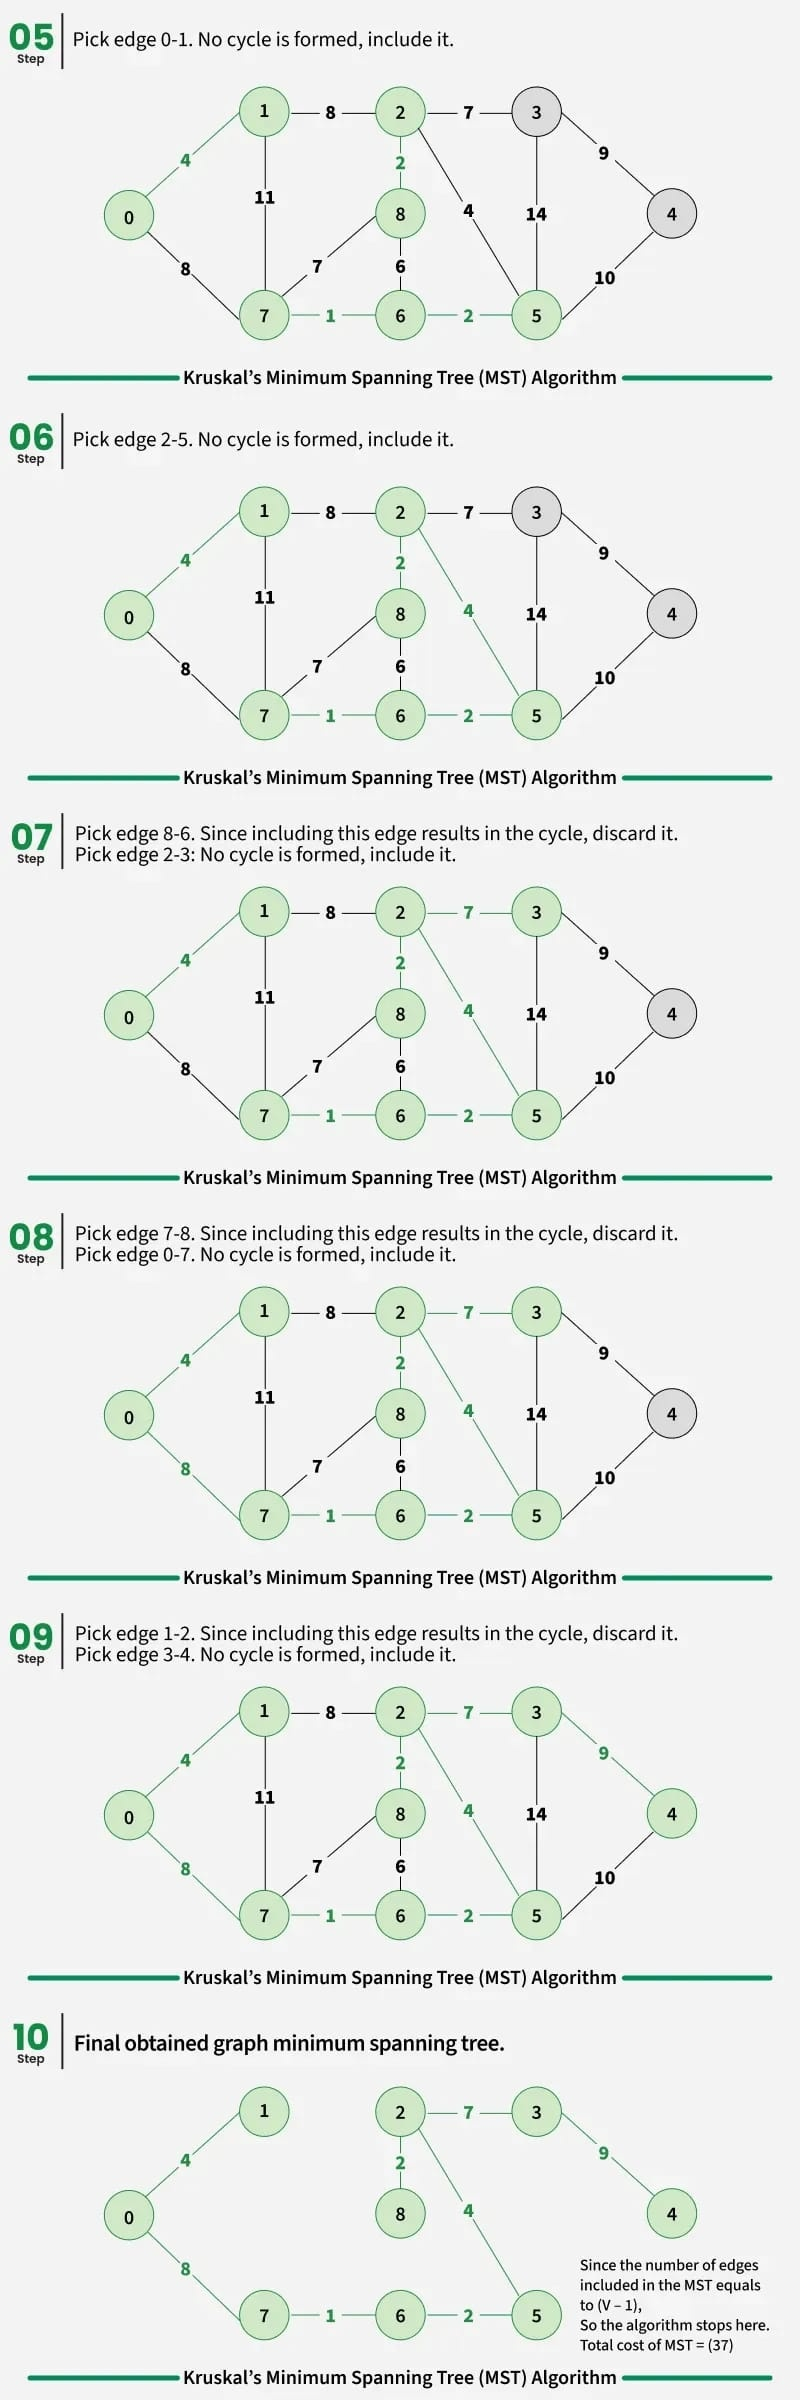 05
Step
Pick edge 0-1. No cycle is formed, include it.
1 8 2 7 3
4 2 9
11
0 8 4 14 4
8 7 6 10
7 1 6 2 5
Kruskal’s Minimum Spanning Tree (MST) Algorithm
06
Step
Pick edge 2-5. No cycle is formed, include it.
1 8 2 7 3
4 2 9
11
0 8 4 14 4
8 7 6 10
7 1 6 2 5
Kruskal’s Minimum Spanning Tree (MST) Algorithm
07
Step
Pick edge 8-6. Since including this edge results in the cycle, discard it.
Pick edge 2-3: No cycle is formed, include it.
1 8 2 7 3
4 2 9
11
0 8 4 14 4
8 7 6 10
7 1 6 2 5
Kruskal’s Minimum Spanning Tree (MST) Algorithm
08
Step
Pick edge 7-8. Since including this edge results in the cycle, discard it.
Pick edge 0-7. No cycle is formed, include it.
1 8 2 7 3
4 2 9
11
0 8 4 14 4
8 7 6 10
7 1 6 2 5
Kruskal’s Minimum Spanning Tree (MST) Algorithm
09
Step
Pick edge 1-2. Since including this edge results in the cycle, discard it.
Pick edge 3-4. No cycle is formed, include it.
1 8 2 7 3
4 2 9
11
0 8 4 14 4
8 7 6 10
7 1 6 2 5
Kruskal’s Minimum Spanning Tree (MST) Algorithm
10
Step
Final obtained graph minimum spanning tree.
1 2 7 3
4 2 9
0 8 4 4
8
7 1 6 2 5
Since the number of edges
included in the MST equals
to (V – 1),
So the algorithm stops here.
Total cost of MST = (37)
Kruskal’s Minimum Spanning Tree (MST) Algorithm